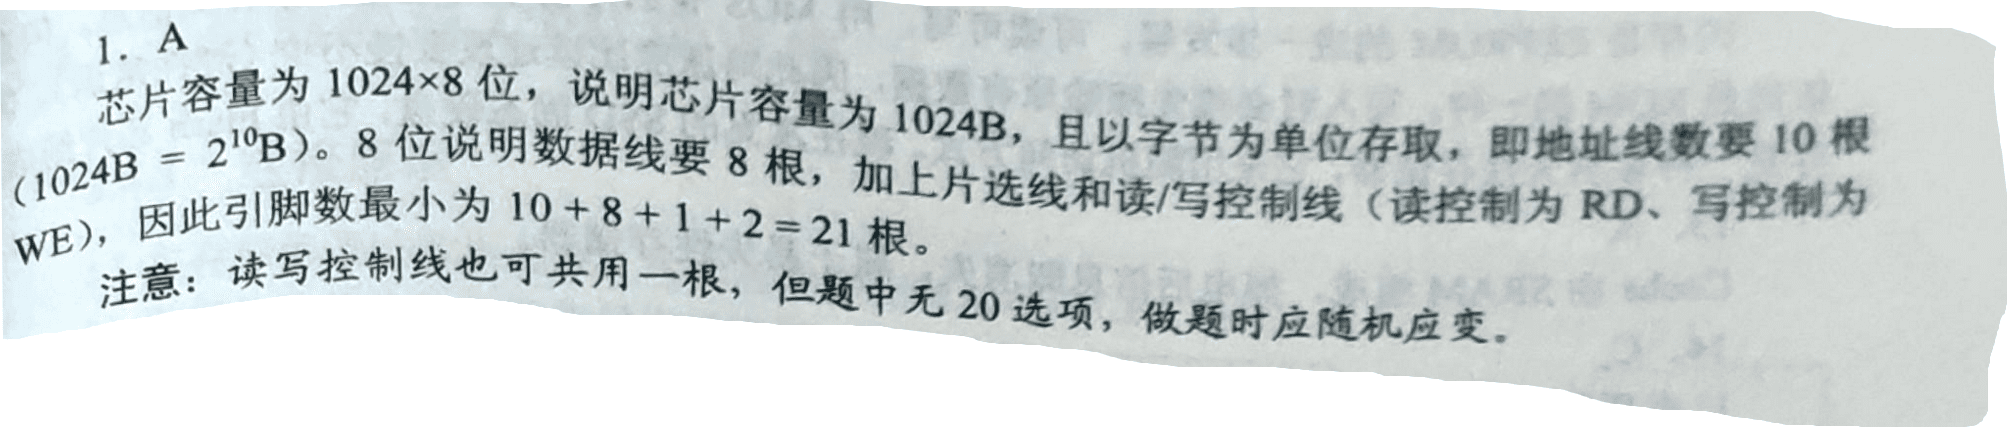 1. A
芯片容量为 1024×8 位，说明芯片容量为 1024B，且以字节为单位存取，即地址线数要 10 根
（1024B = 2¹⁰B）。8 位说明数据线要 8 根，加上片选线和读/写控制线（读控制为 RD、写控制为
WE），因此引脚数最小为 10 + 8 + 1 + 2 = 21 根。
注意：读写控制线也可共用一根，但题中无 20 选项，做题时应随机应变。